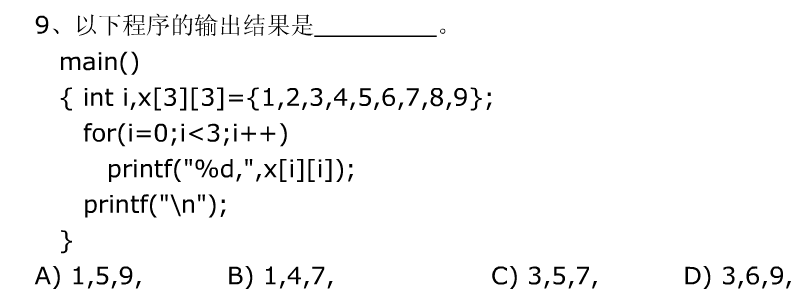 9、以下程序的输出结果是__________。
main()
{ int i,x[3][3]={1,2,3,4,5,6,7,8,9};
for(i=0;i<3;i++)
printf("%d,",x[i][i]);
printf("\n");
}
A) 1,5,9, B) 1,4,7, C) 3,5,7, D) 3,6,9,